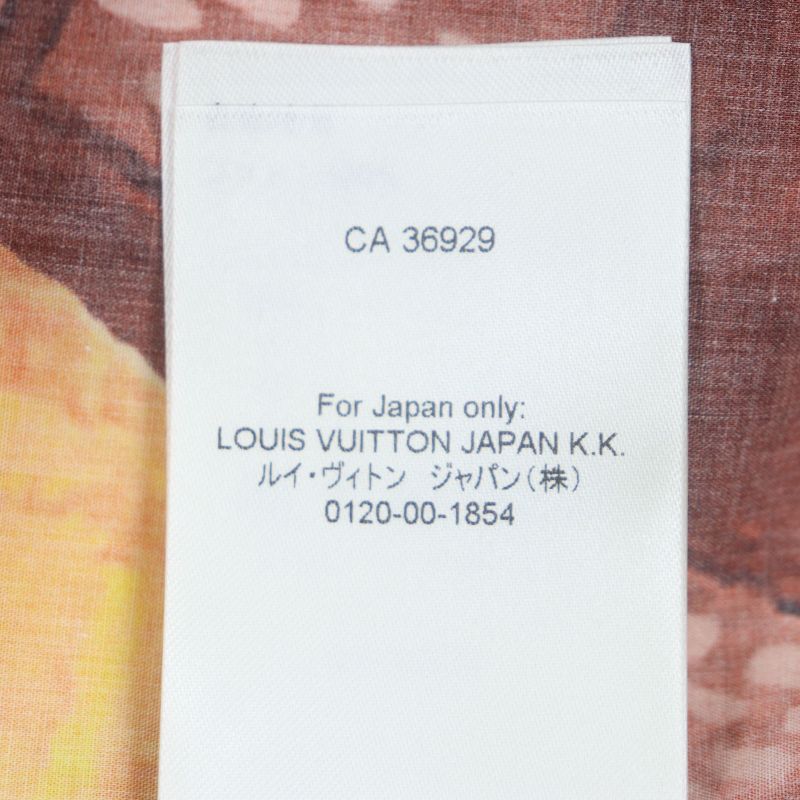 CA 36929
For Japan only:
LOUIS VUITTON JAPAN K.K.
ルイ・ヴィトン　ジャパン(株)
0120-00-1854